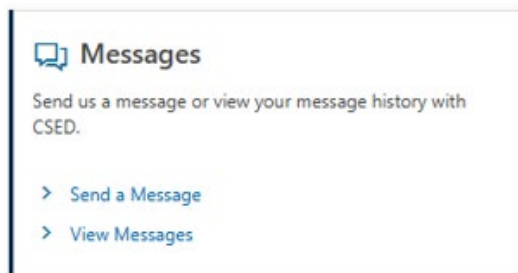 Messages
Send us a message or view your message history with
CSED.
Send a Message
View Messages